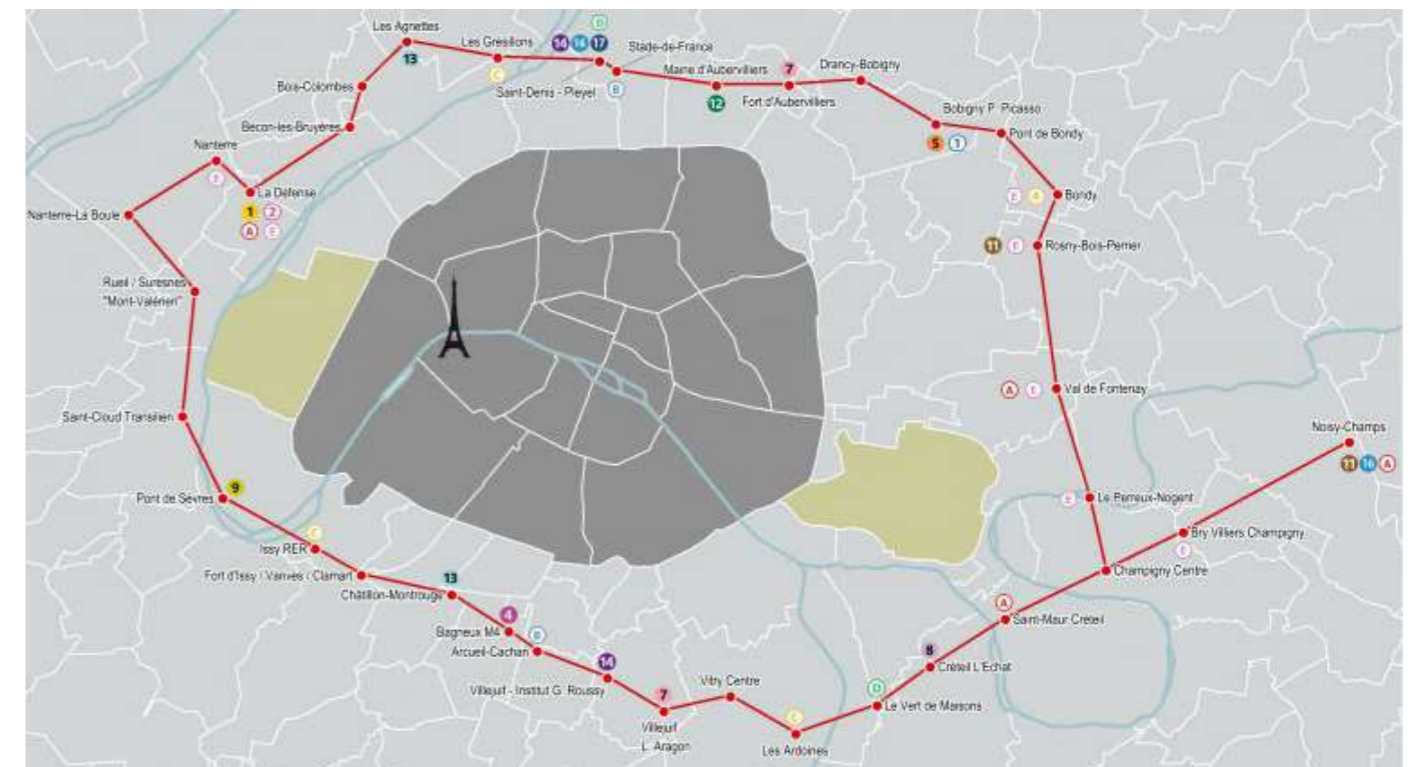 Les Agnettes
13
Les Grésillons
C
D
14 16 17
Stade-de-France
Saint-Denis - Pleyel
B
Mairie d'Aubervilliers
12
7
Fort d'Aubervilliers
Drancy-Bobigny
Bobigny P. Picasso
5 1
Pont de Bondy
Bois-Colombes
Bécon-les-Bruyères
Nanterre
E
La Défense
1 2
A E
Nanterre-La Boule
E 4
Bondy
11 E
Rosny-Bois-Perrier
Rueil / Suresnes
"Mont-Valérien"
A E
Val de Fontenay
Saint-Cloud Transilien
Noisy-Champs
11 16 A
9
Pont de Sèvres
E
Le Perreux-Nogent
C
Issy RER
Bry Villiers Champigny
E
Fort d'Issy / Vanves / Clamart
Champigny Centre
13
Châtillon-Montrouge
4
Bagneux M4
B
Arcueil-Cachan
A
Saint-Maur Créteil
14
Villejuif - Institut G. Roussy
8
Créteil L'Echat
7
Villejuif
L. Aragon
Vitry Centre
D
Le Vert de Maisons
C
Les Ardoines